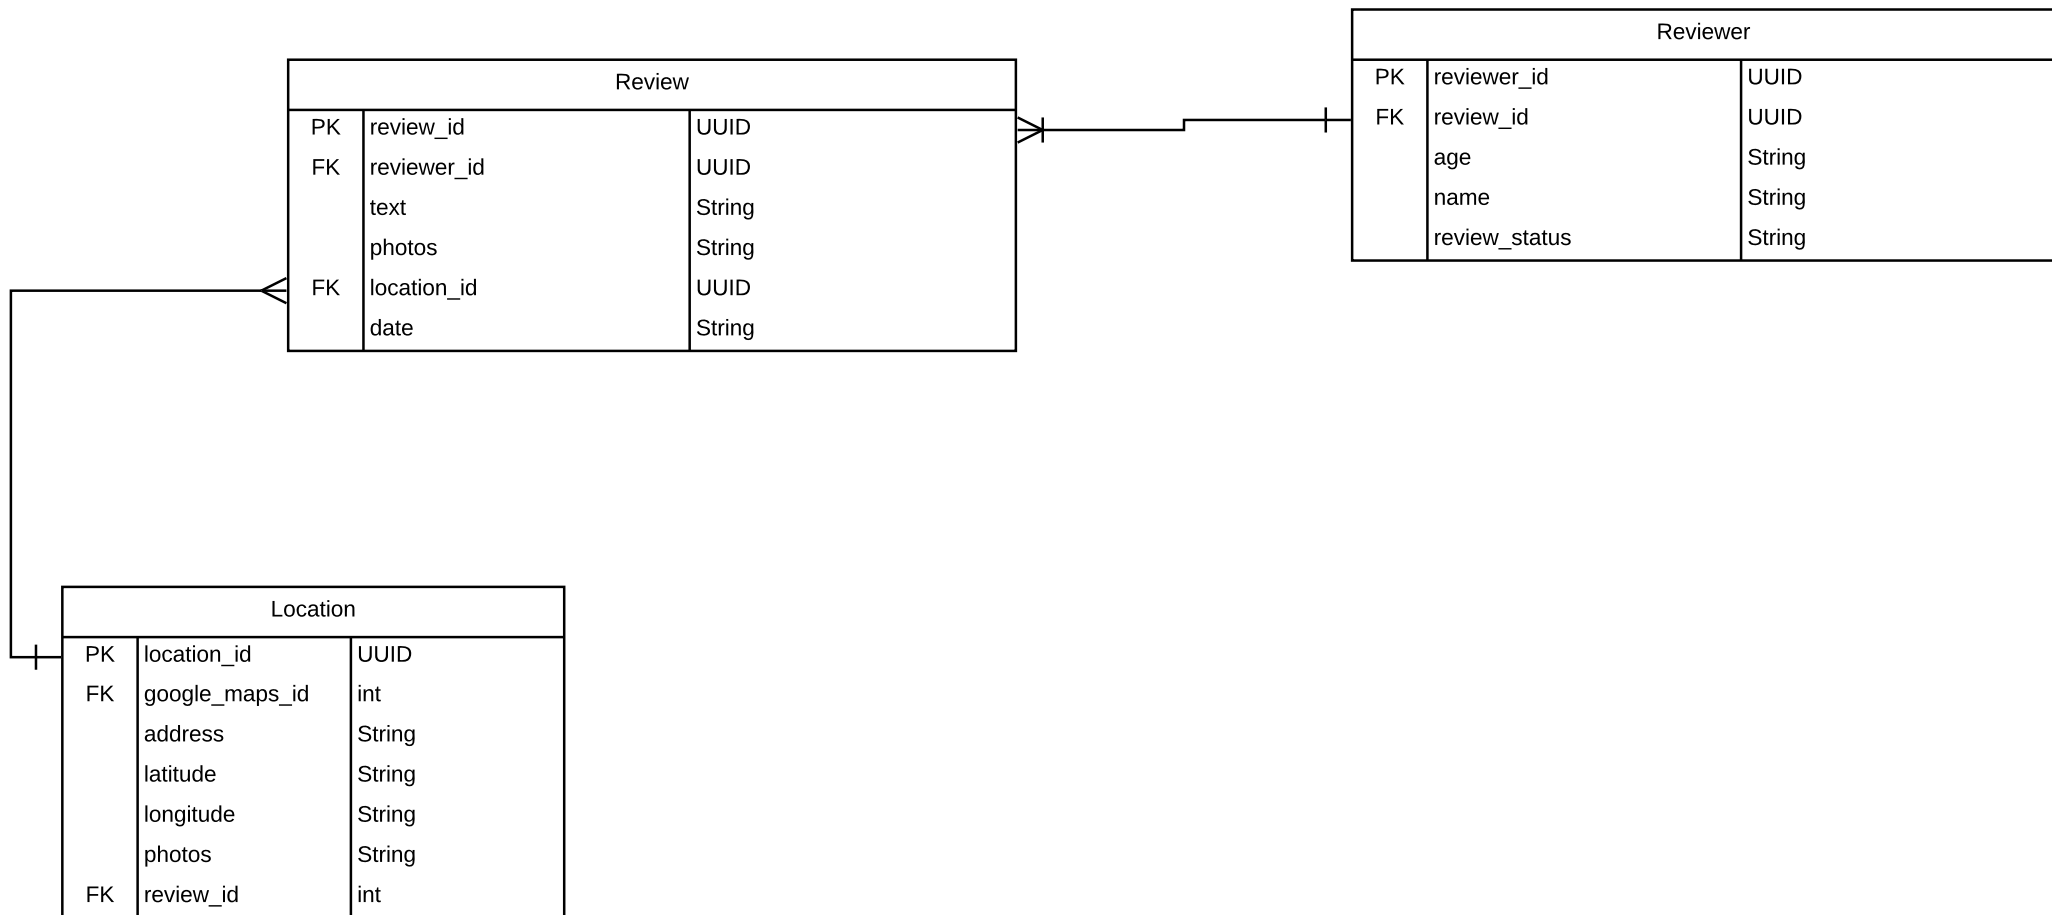 Reviewer
PK reviewer_id UUID
FK review_id UUID
age String
name String
review_status String
Review
PK review_id UUID
FK reviewer_id UUID
text String
photos String
FK location_id UUID
date String
Location
PK location_id UUID
FK google_maps_id int
address String
latitude String
longitude String
photos String
FK review_id int